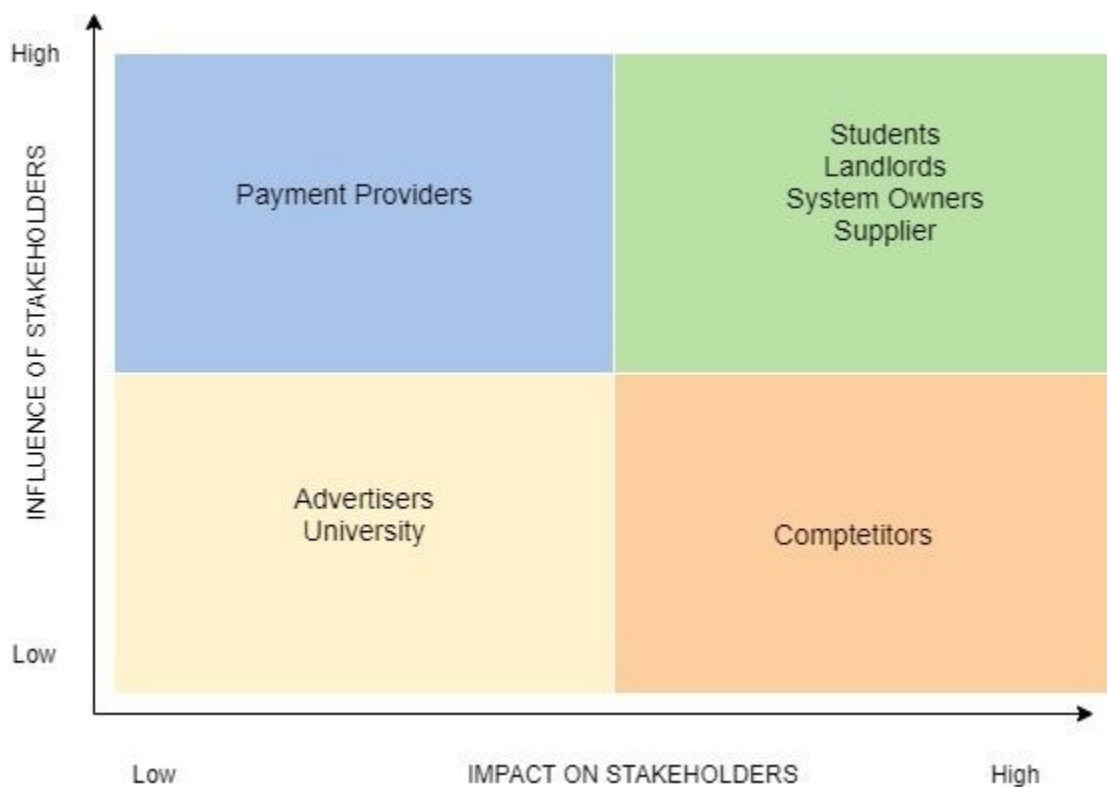 High
INFLUENCE OF STAKEHOLDERS
Payment Providers
Students
Landlords
System Owners
Supplier
Advertisers
University
Comptetitors
Low
Low
IMPACT ON STAKEHOLDERS
High